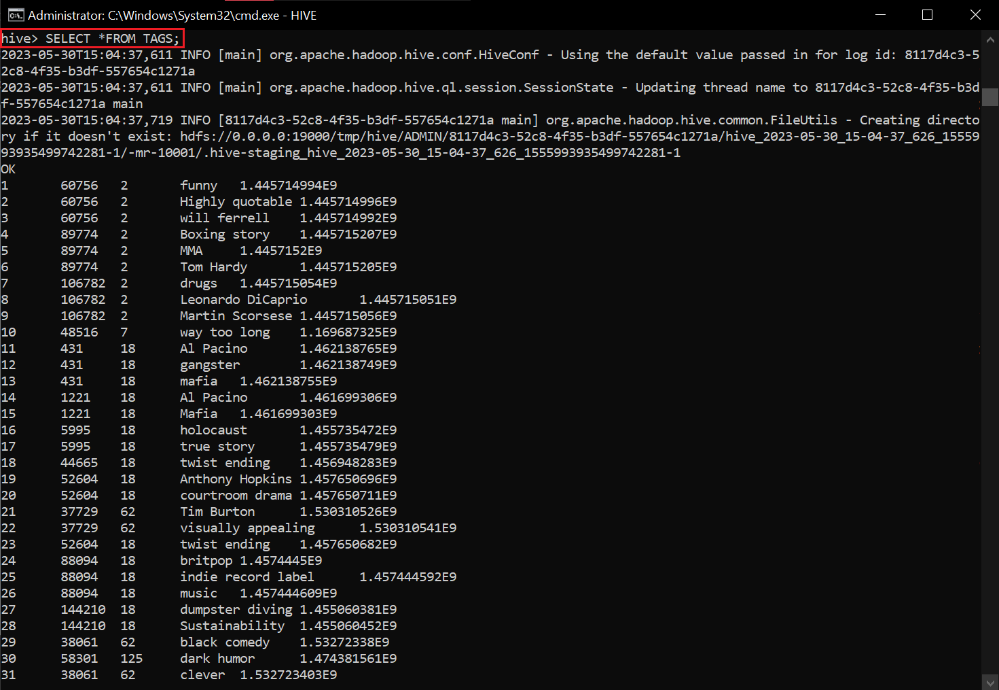 Administrator: C:\Windows\System32\cmd.exe - HIVE
hive> SELECT *FROM TAGS;
2023-05-30T15:04:37,611 INFO [main] org.apache.hadoop.hive.conf.HiveConf - Using the default value passed in for log id: 8117d4c3-5
2c8-4f35-b3df-557654c1271a
2023-05-30T15:04:37,611 INFO [main] org.apache.hadoop.hive.ql.session.SessionState - Updating thread name to 8117d4c3-52c8-4f35-b3d
f-557654c1271a main
2023-05-30T15:04:37,719 INFO [8117d4c3-52c8-4f35-b3df-557654c1271a main] org.apache.hadoop.hive.common.FileUtils - Creating directo
ry if it doesn't exist: hdfs://0.0.0.0:19000/tmp/hive/ADMIN/8117d4c3-52c8-4f35-b3df-557654c1271a/hive_2023-05-30_15-04-37_626_15559
93935499742281-1/-mr-10001/.hive-staging_hive_2023-05-30_15-04-37_626_1555993935499742281-1
OK
1 60756 2 funny 1.445714994E9
2 60756 2 Highly quotable 1.445714996E9
3 60756 2 will ferrell 1.445714992E9
4 89774 2 Boxing story 1.445715207E9
5 89774 2 MMA 1.4457152E9
6 89774 2 Tom Hardy 1.445715205E9
7 106782 2 drugs 1.445715054E9
8 106782 2 Leonardo DiCaprio 1.445715051E9
9 106782 2 Martin Scorsese 1.445715056E9
10 48516 7 way too long 1.169687325E9
11 431 18 Al Pacino 1.462138765E9
12 431 18 gangster 1.462138749E9
13 431 18 mafia 1.462138755E9
14 1221 18 Al Pacino 1.461699306E9
15 1221 18 Mafia 1.461699303E9
16 5995 18 holocaust 1.455735472E9
17 5995 18 true story 1.455735479E9
18 44665 18 twist ending 1.456948283E9
19 52604 18 Anthony Hopkins 1.457650696E9
20 52604 18 courtroom drama 1.457650711E9
21 37729 62 Tim Burton 1.530310526E9
22 37729 62 visually appealing 1.530310541E9
23 52604 18 twist ending 1.457650682E9
24 88094 18 britpop 1.4574445E9
25 88094 18 indie record label 1.457444592E9
26 88094 18 music 1.457444609E9
27 144210 18 dumpster diving 1.455060381E9
28 144210 18 Sustainability 1.455060452E9
29 38061 62 black comedy 1.53272338E9
30 58301 125 dark humor 1.474381561E9
31 38061 62 clever 1.532723403E9